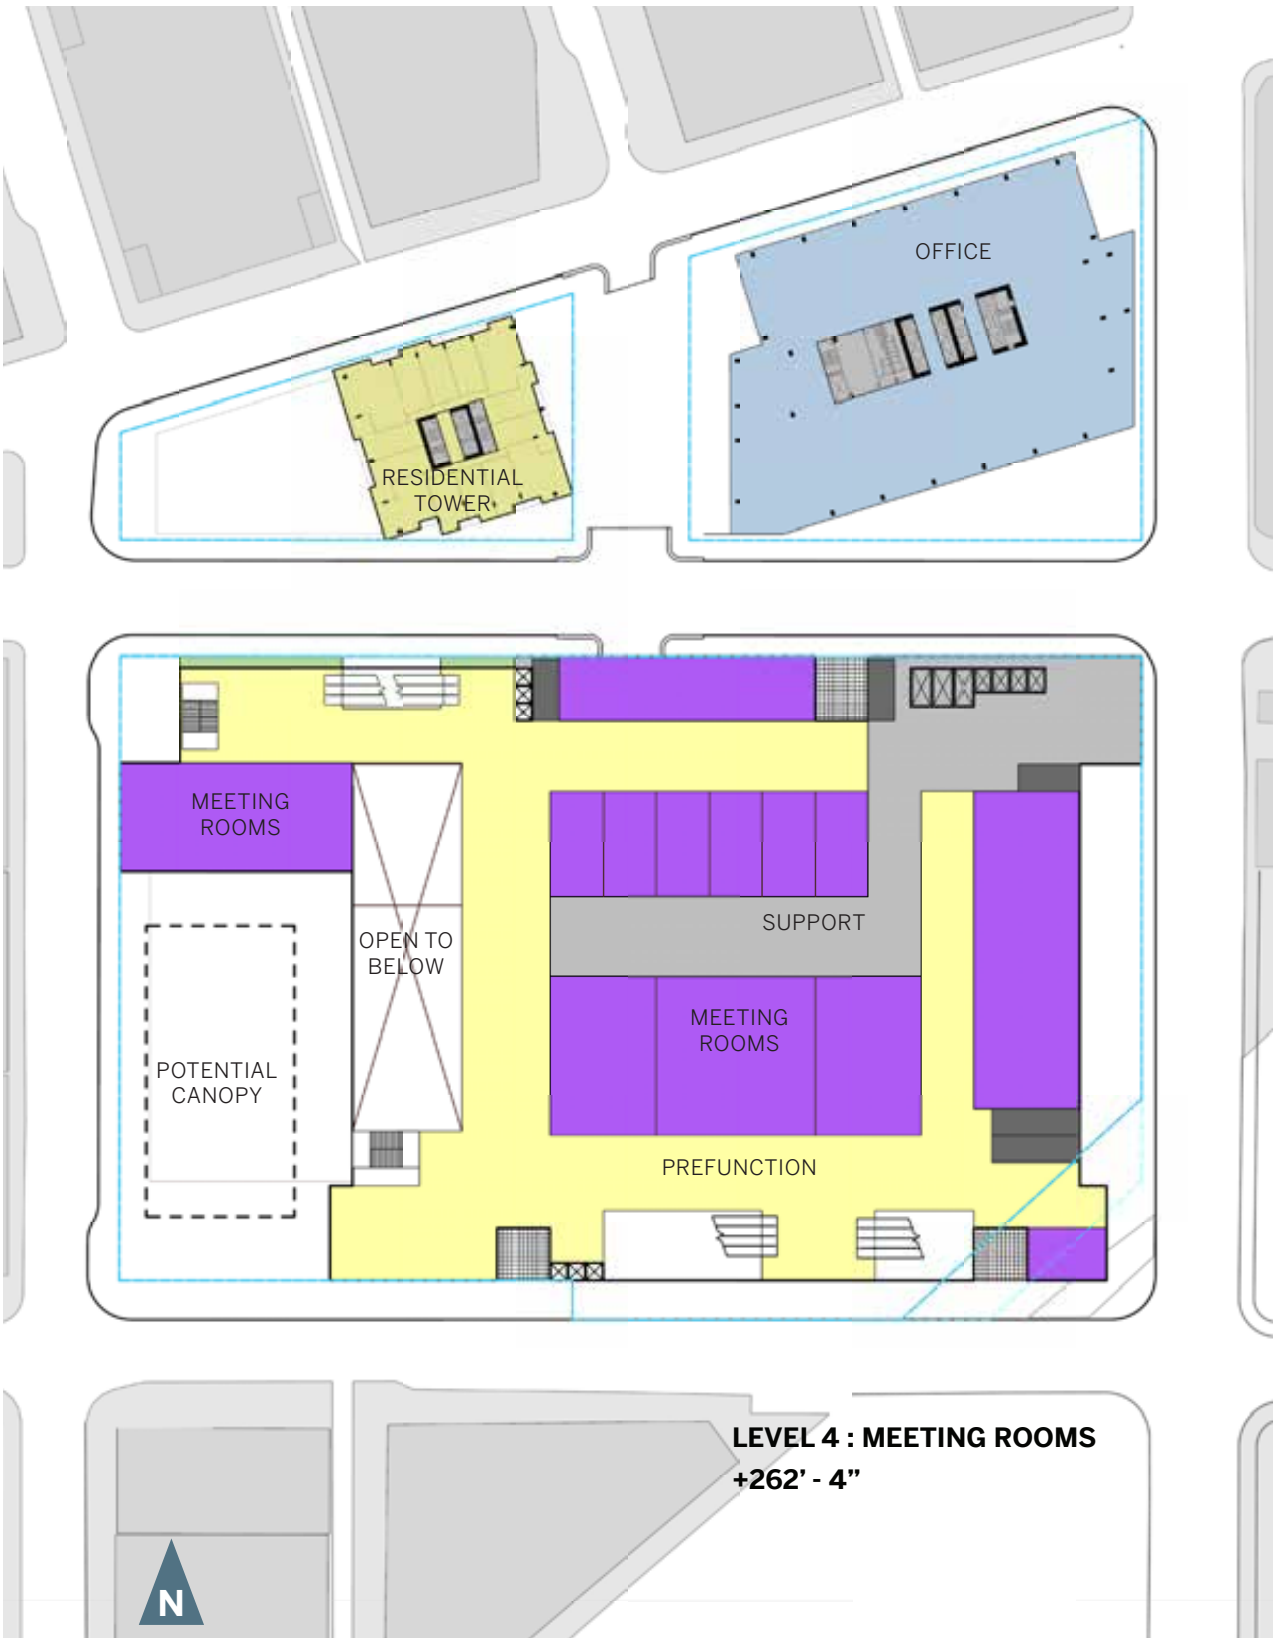 OFFICE
RESIDENTIAL
TOWER
MEETING
ROOMS
SUPPORT
OPEN TO
BELOW
MEETING
ROOMS
POTENTIAL
CANOPY
PREFUNCTION
LEVEL 4 : MEETING ROOMS
+262’ - 4”
N